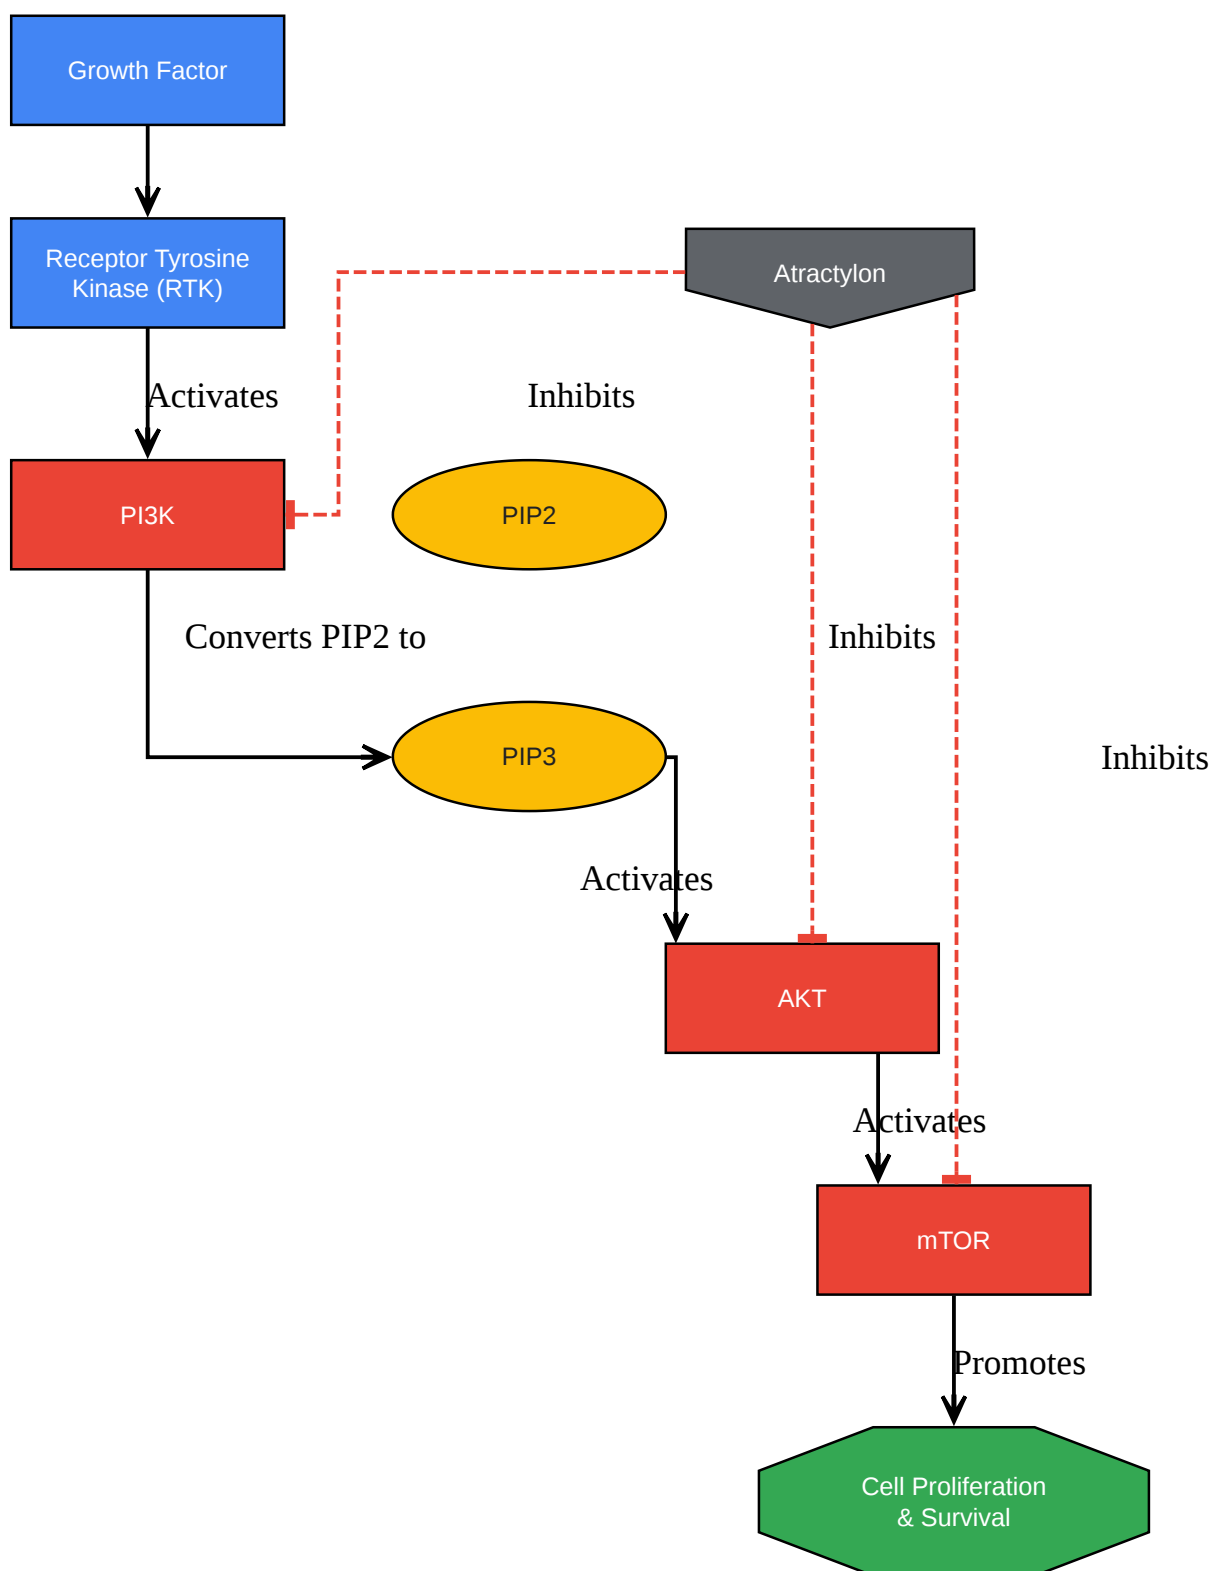 Growth Factor
Receptor Tyrosine
Kinase (RTK)
Atractylon
Activates
Inhibits
PI3K
PIP2
Converts PIP2 to
Inhibits
PIP3
Inhibits
Activates
AKT
Activates
mTOR
Promotes
Cell Proliferation
& Survival